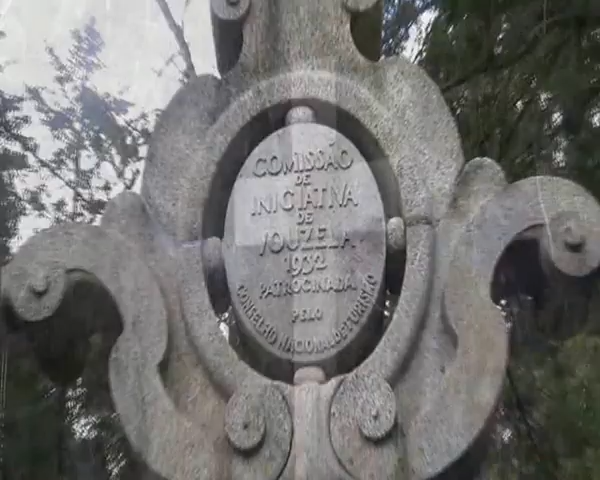 COMISSÃO
DE
INICIATIVA
DE
VOUZELA
1932
PATROCINADA
PELO
CONSELHO NACIONAL DE TURISMO